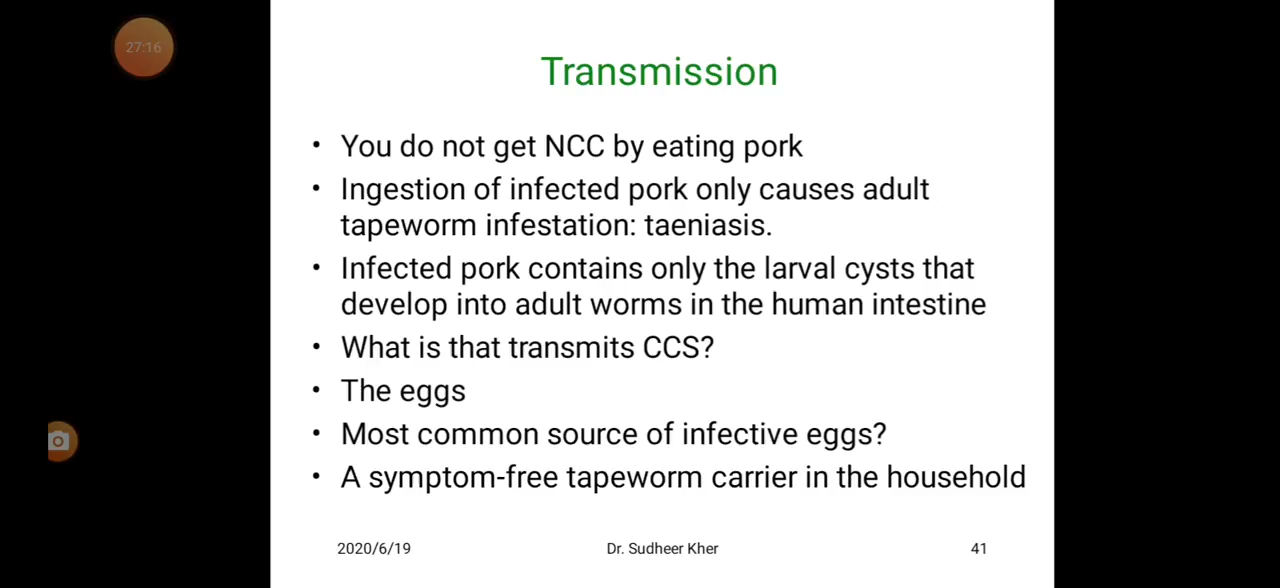 27:16
Transmission
• You do not get NCC by eating pork
• Ingestion of infected pork only causes adult
tapeworm infestation: taeniasis.
• Infected pork contains only the larval cysts that
develop into adult worms in the human intestine
• What is that transmits CCS?
• The eggs
• Most common source of infective eggs?
• A symptom-free tapeworm carrier in the household
2020/6/19 Dr. Sudheer Kher 41